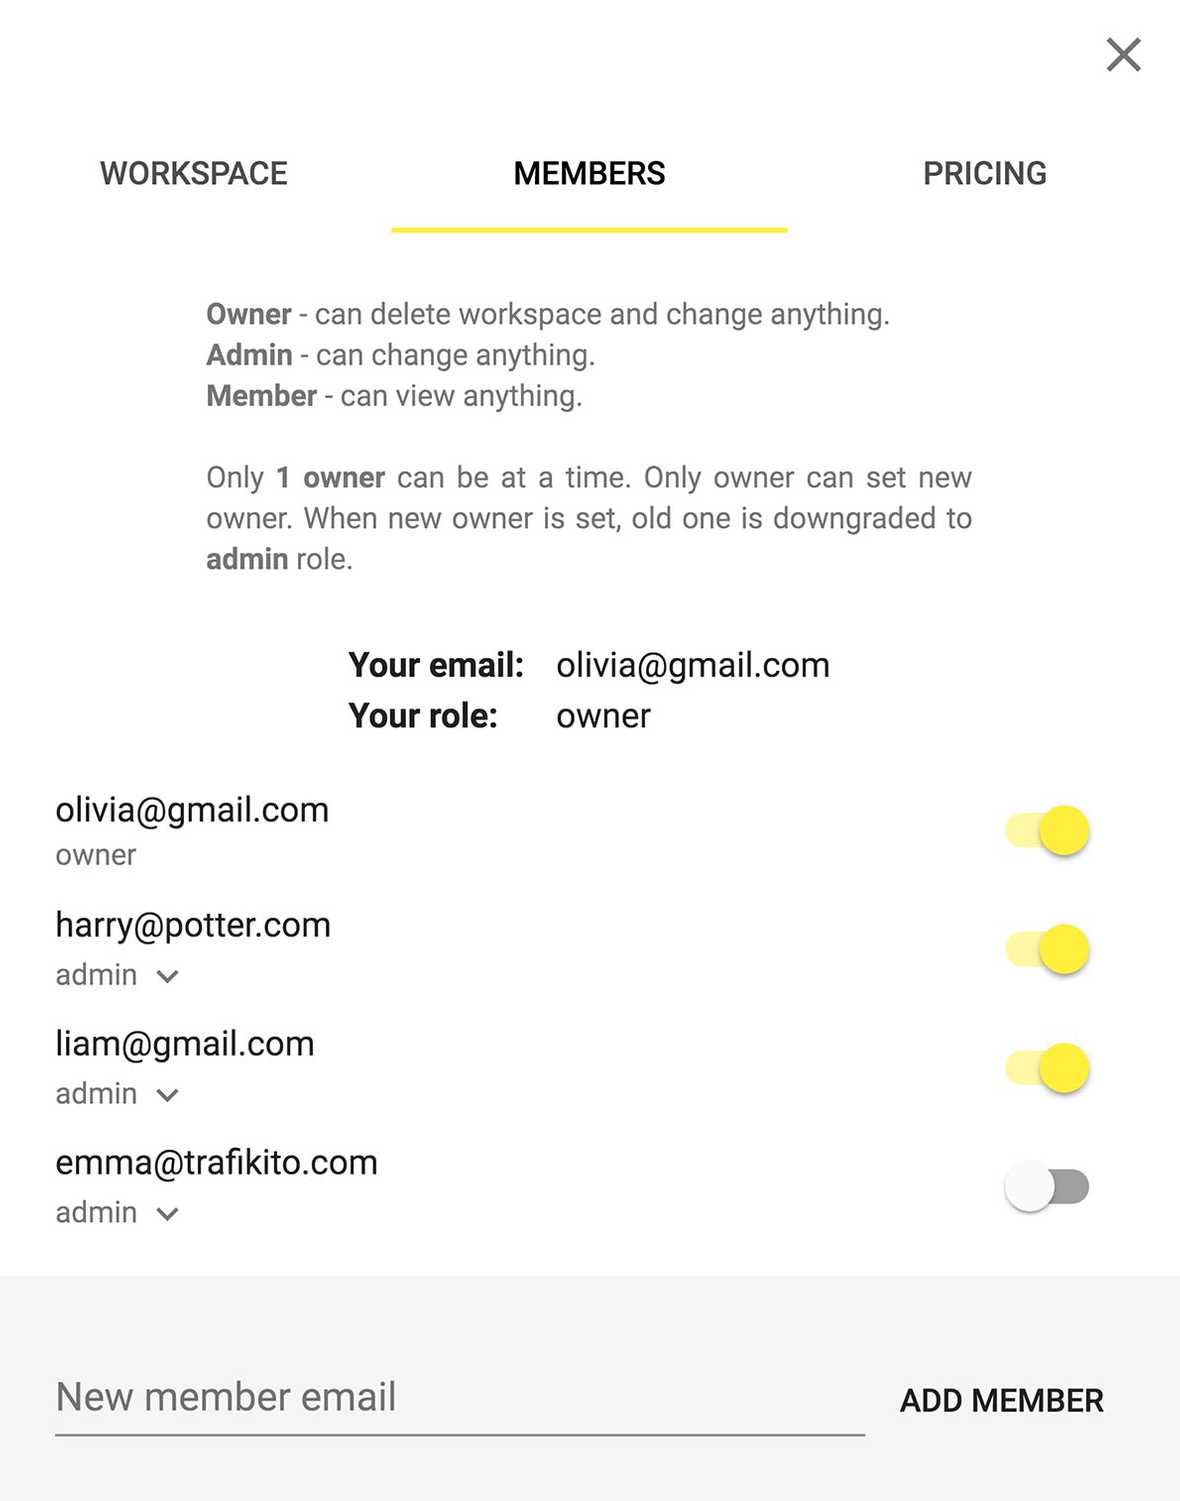 WORKSPACE MEMBERS PRICING
Owner - can delete workspace and change anything.
Admin - can change anything.
Member - can view anything.
Only 1 owner can be at a time. Only owner can set new
owner. When new owner is set, old one is downgraded to
admin role.
Your email: olivia@gmail.com
Your role: owner
olivia@gmail.com
owner
harry@potter.com
admin
liam@gmail.com
admin
emma@trafikito.com
admin
New member email ADD MEMBER